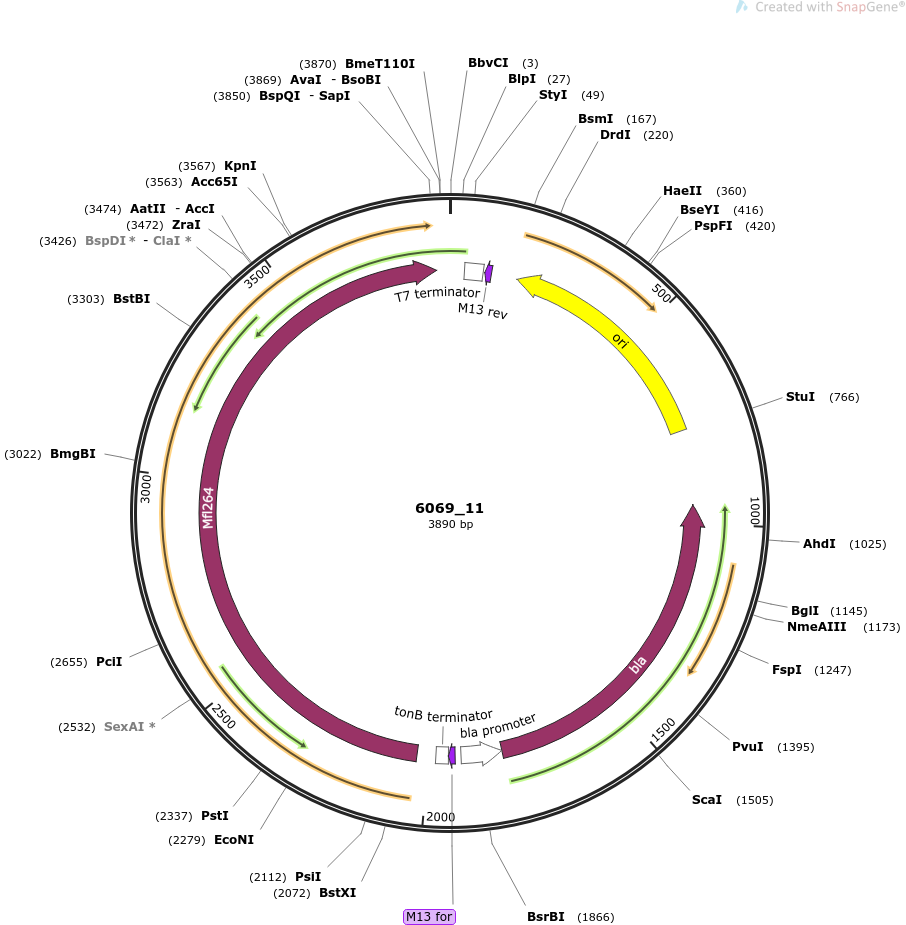 Created with SnapGene®
(3870) BmeT110I
(3869) AvaI - BsoBI
(3850) BspQI - SapI
BbvCI (3)
BlpI (27)
StyI (49)
BsmI (167)
DrdI (220)
(3567) KpnI
(3563) Acc65I
(3474) AatII - AccI
(3472) ZraI
(3426) BspDI * - ClaI *
(3303) BstBI
HaeII (360)
BseYI (416)
PspFI (420)
3500
500
T7 terminator
M13 rev
ori
StuI (766)
(3022) BmgBI
3000
1000
Mfl264
6069_11
3890 bp
AhdI (1025)
BglI (1145)
NmeAIII (1173)
FspI (1247)
(2655) PciI
(2532) SexAI *
2500
bla
tonB terminator
bla promoter
1500
PvuI (1395)
ScaI (1505)
(2337) PstI
(2279) EcoNI
2000
(2112) PsiI
(2072) BstXI
M13 for
BsrBI (1866)